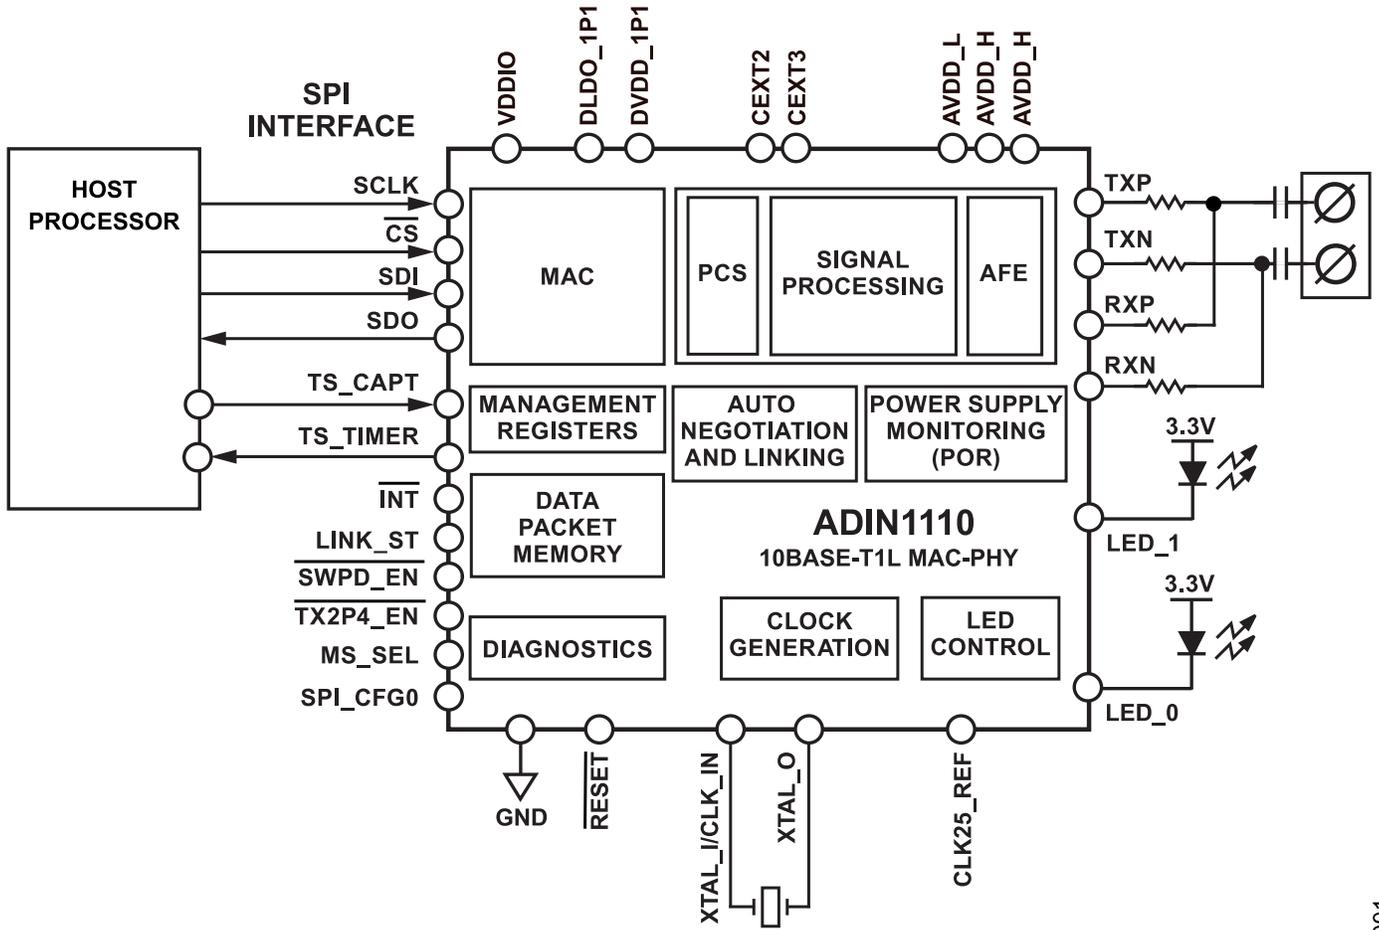 VDDIO
DLDO_1P1
DVDD_1P1
CEXT2
CEXT3
AVDD_L
AVDD_H
AVDD_H
SPI
INTERFACE
HOST
PROCESSOR
SCLK
CS
SDI
SDO
TS_CAPT
TS_TIMER
INT
LINK_ST
SWPD_EN
TX2P4_EN
MS_SEL
SPI_CFG0
MAC
PCS
SIGNAL
PROCESSING
AFE
MANAGEMENT
REGISTERS
AUTO
NEGOTIATION
AND LINKING
POWER SUPPLY
MONITORING
(POR)
DATA
PACKET
MEMORY
ADIN1110
10BASE-T1L MAC-PHY
DIAGNOSTICS
CLOCK
GENERATION
LED
CONTROL
TXP
TXN
RXP
RXN
3.3V
LED_1
3.3V
LED_0
GND
RESET
XTAL_I/CLK_IN
XTAL_O
CLK25_REF